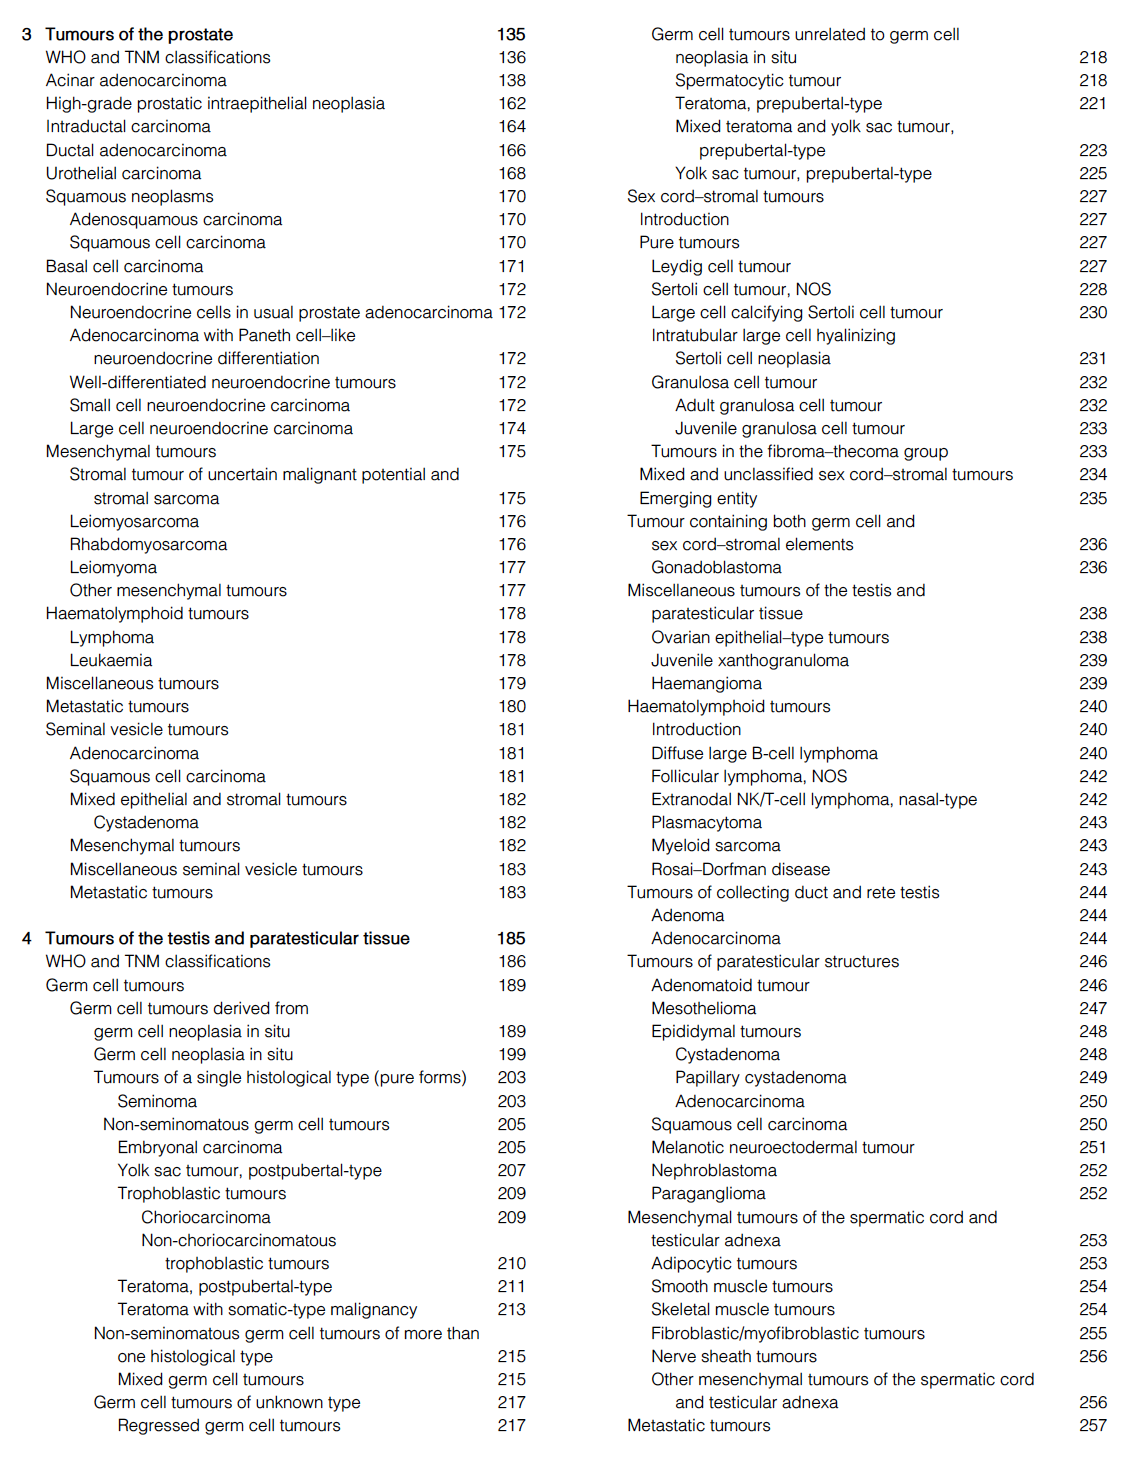 3 Tumours of the prostate 135
WHO and TNM classifications 136
Acinar adenocarcinoma 138
High-grade prostatic intraepithelial neoplasia 162
Intraductal carcinoma 164
Ductal adenocarcinoma 166
Urothelial carcinoma 168
Squamous neoplasms 170
Adenosquamous carcinoma 170
Squamous cell carcinoma 170
Basal cell carcinoma 171
Neuroendocrine tumours 172
Neuroendocrine cells in usual prostate adenocarcinoma 172
Adenocarcinoma with Paneth cell–like
neuroendocrine differentiation 172
Well-differentiated neuroendocrine tumours 172
Small cell neuroendocrine carcinoma 172
Large cell neuroendocrine carcinoma 174
Mesenchymal tumours 175
Stromal tumour of uncertain malignant potential and
stromal sarcoma 175
Leiomyosarcoma 176
Rhabdomyosarcoma 176
Leiomyoma 177
Other mesenchymal tumours 177
Haematolymphoid tumours 178
Lymphoma 178
Leukaemia 178
Miscellaneous tumours 179
Metastatic tumours 180
Seminal vesicle tumours 181
Adenocarcinoma 181
Squamous cell carcinoma 181
Mixed epithelial and stromal tumours 182
Cystadenoma 182
Mesenchymal tumours 182
Miscellaneous seminal vesicle tumours 183
Metastatic tumours 183
4 Tumours of the testis and paratesticular tissue 185
WHO and TNM classifications 186
Germ cell tumours 189
Germ cell tumours derived from
germ cell neoplasia in situ 189
Germ cell neoplasia in situ 199
Tumours of a single histological type (pure forms) 203
Seminoma 203
Non-seminomatous germ cell tumours 205
Embryonal carcinoma 205
Yolk sac tumour, postpubertal-type 207
Trophoblastic tumours 209
Choriocarcinoma 209
Non-choriocarcinomatous
trophoblastic tumours 210
Teratoma, postpubertal-type 211
Teratoma with somatic-type malignancy 213
Non-seminomatous germ cell tumours of more than
one histological type 215
Mixed germ cell tumours 215
Germ cell tumours of unknown type 217
Regressed germ cell tumours 217
Germ cell tumours unrelated to germ cell
neoplasia in situ 218
Spermatocytic tumour 218
Teratoma, prepubertal-type 221
Mixed teratoma and yolk sac tumour,
prepubertal-type 223
Yolk sac tumour, prepubertal-type 225
Sex cord–stromal tumours 227
Introduction 227
Pure tumours 227
Leydig cell tumour 227
Sertoli cell tumour, NOS 228
Large cell calcifying Sertoli cell tumour 230
Intratubular large cell hyalinizing
Sertoli cell neoplasia 231
Granulosa cell tumour 232
Adult granulosa cell tumour 232
Juvenile granulosa cell tumour 233
Tumours in the fibroma–thecoma group 233
Mixed and unclassified sex cord–stromal tumours 234
Emerging entity 235
Tumour containing both germ cell and
sex cord–stromal elements 236
Gonadoblastoma 236
Miscellaneous tumours of the testis and
paratesticular tissue 238
Ovarian epithelial–type tumours 238
Juvenile xanthogranuloma 239
Haemangioma 239
Haematolymphoid tumours 240
Introduction 240
Diffuse large B-cell lymphoma 240
Follicular lymphoma, NOS 242
Extranodal NK/T-cell lymphoma, nasal-type 242
Plasmacytoma 243
Myeloid sarcoma 243
Rosai–Dorfman disease 243
Tumours of collecting duct and rete testis 244
Adenoma 244
Adenocarcinoma 244
Tumours of paratesticular structures 246
Adenomatoid tumour 246
Mesothelioma 247
Epididymal tumours 248
Cystadenoma 248
Papillary cystadenoma 249
Adenocarcinoma 250
Squamous cell carcinoma 250
Melanotic neuroectodermal tumour 251
Nephroblastoma 252
Paraganglioma 252
Mesenchymal tumours of the spermatic cord and
testicular adnexa 253
Adipocytic tumours 253
Smooth muscle tumours 254
Skeletal muscle tumours 254
Fibroblastic/myofibroblastic tumours 255
Nerve sheath tumours 256
Other mesenchymal tumours of the spermatic cord
and testicular adnexa 256
Metastatic tumours 257